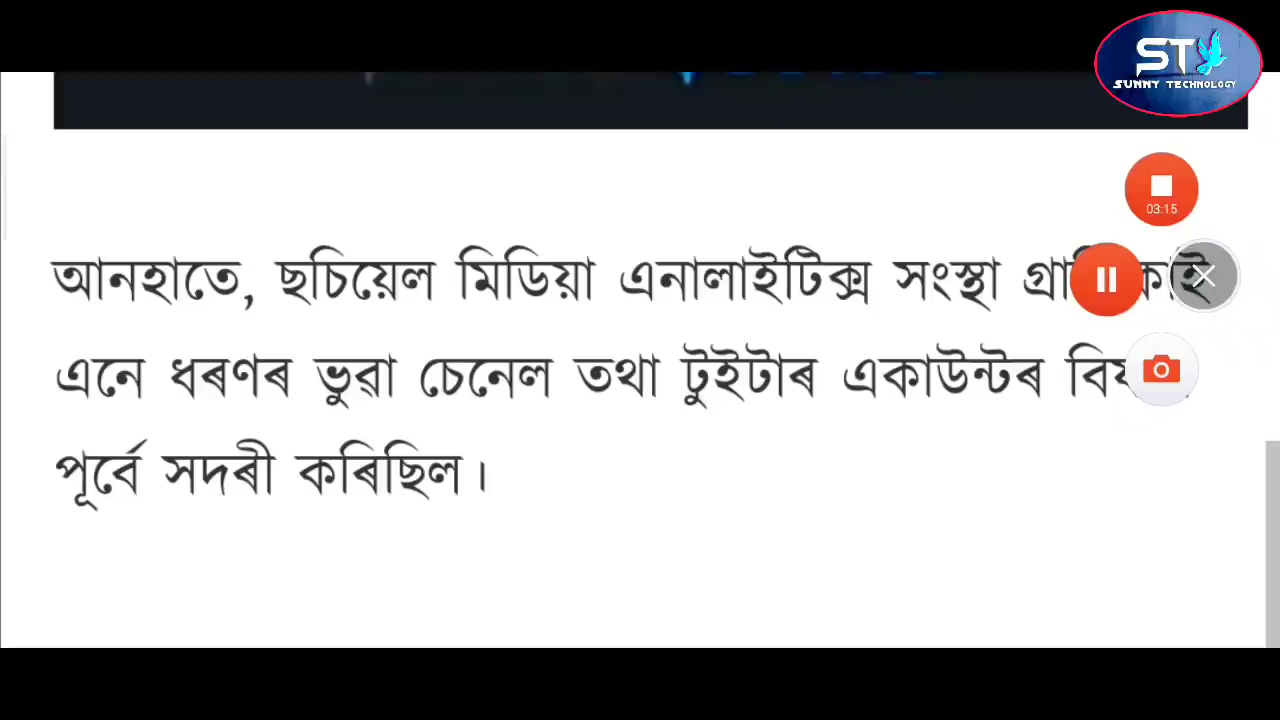 ST
SUNNY TECHNOLOGY
03:15
আনহাতে, ছচিয়েল মিডিয়া এনালাইটিক্স সংস্থা
এনে ধৰণৰ ভুৱা চেনেল তথা টুইটাৰ একাউন্টৰ
পূৰ্বে সদৰী কৰিছিল।